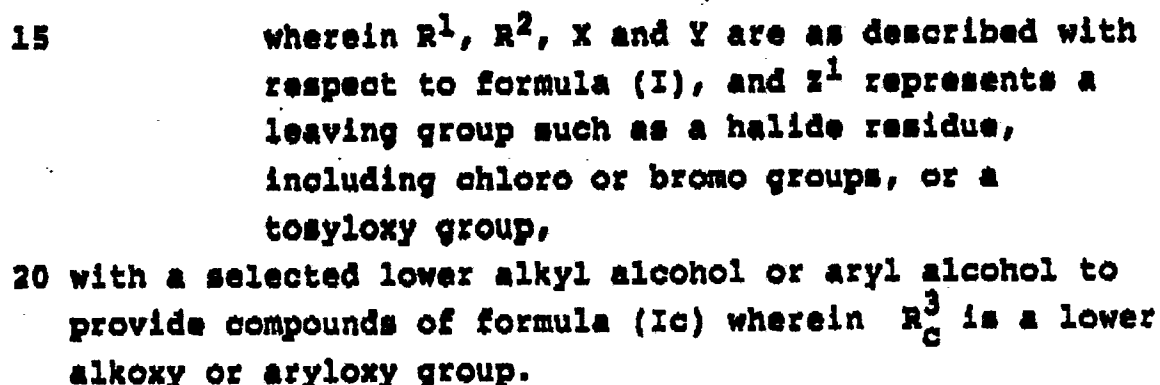 15 wherein R¹, R², X and Y are as described with
respect to formula (I), and Z¹ represents a
leaving group such as a halide residue,
including chloro or bromo groups, or a
tosyloxy group,
20 with a selected lower alkyl alcohol or aryl alcohol to
provide compounds of formula (Ic) wherein R³c is a lower
alkoxy or aryloxy group.